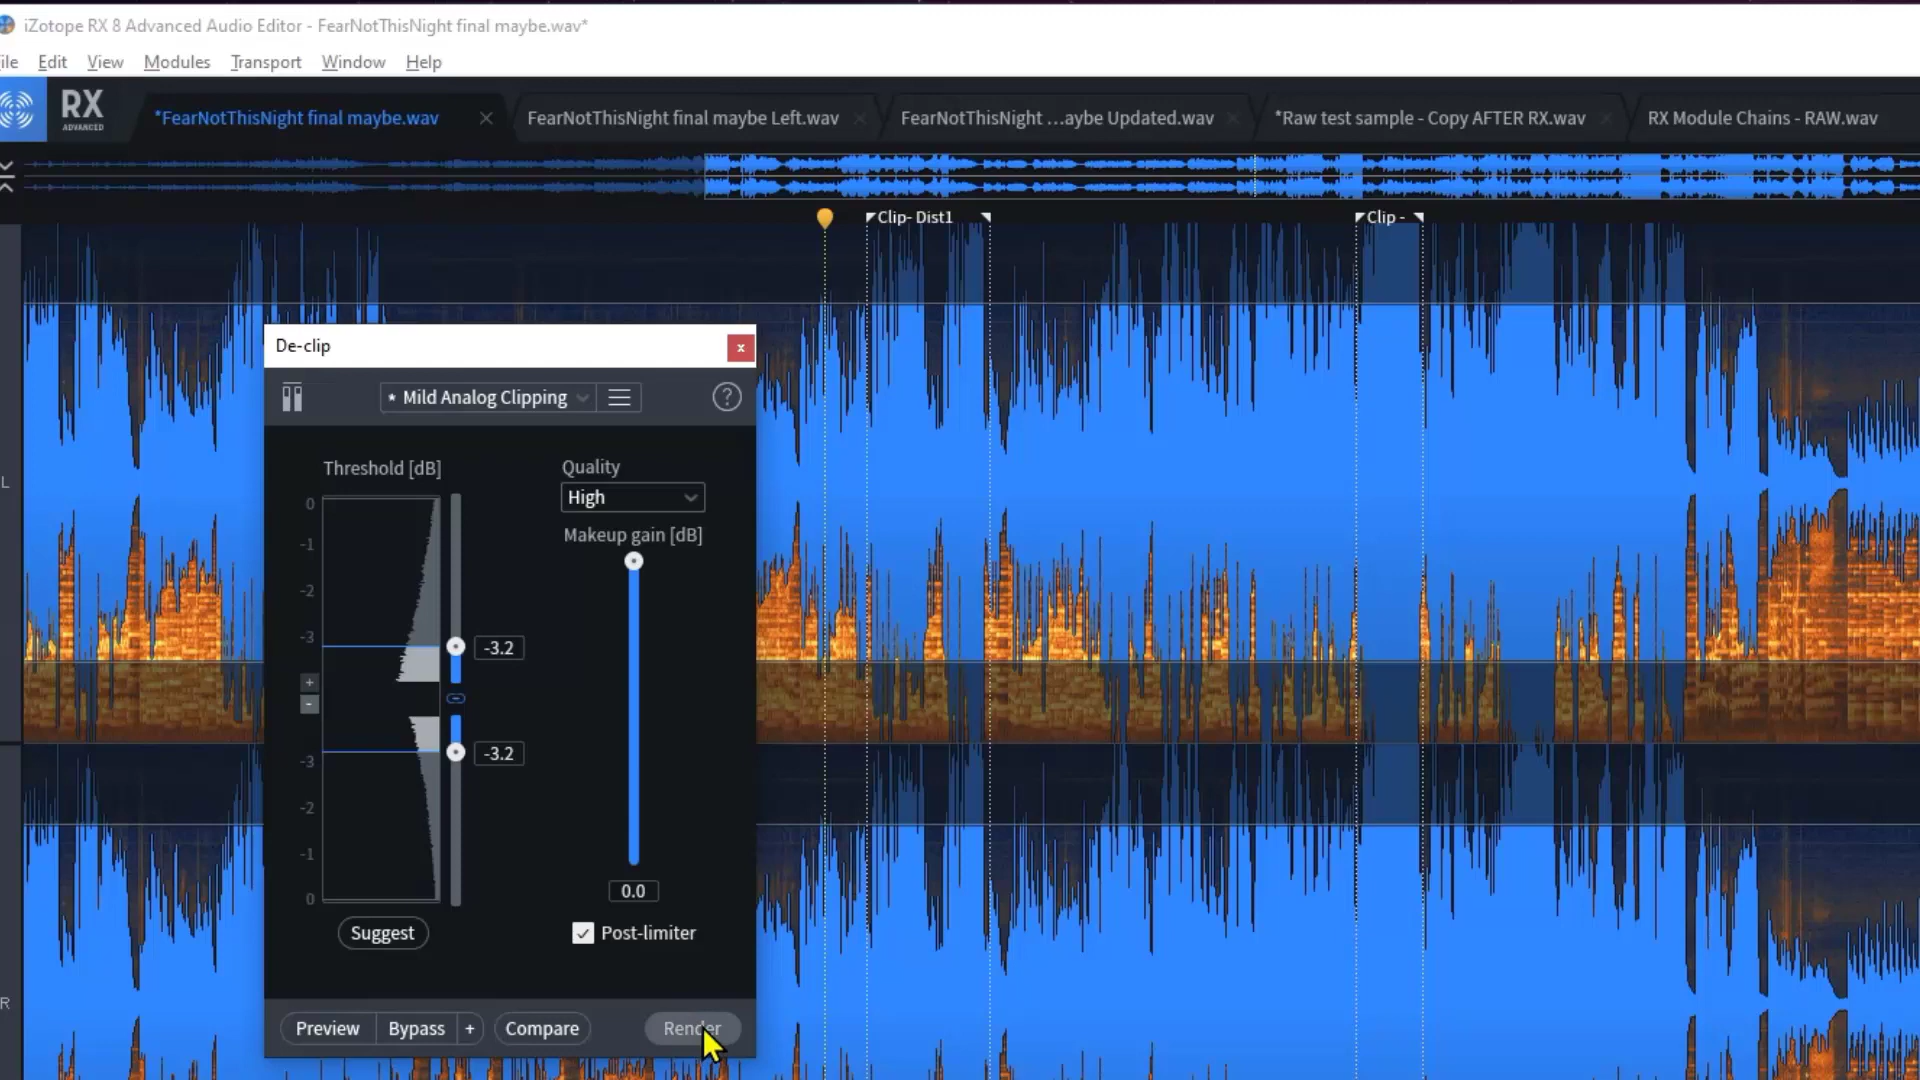 iZotope RX 8 Advanced Audio Editor - FearNotThisNight final maybe.wav*
ile Edit View Modules Transport Window Help
RX
ADVANCED
*FearNotThisNight final maybe.wav
FearNotThisNight final maybe Left.wav
FearNotThisNight ...aybe Updated.wav
*Raw test sample - Copy AFTER RX.wav
RX Module Chains - RAW.wav
Clip- Dist1
Clip -
De-clip
x
* Mild Analog Clipping
?
Threshold [dB]
0
-1
-2
-3
-3.2
+
-
-3.2
-3
-2
-1
0
Suggest
Quality
High
Makeup gain [dB]
0.0
Post-limiter
Preview Bypass + Compare Render
L
R